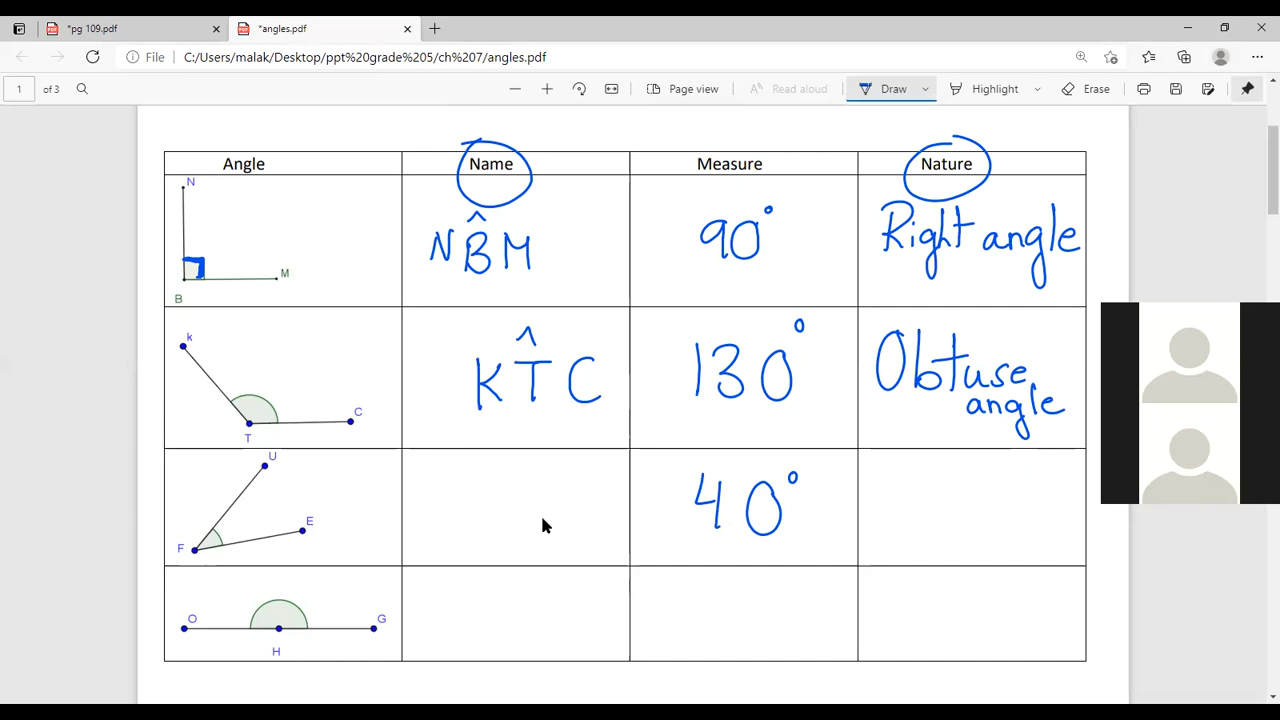 *pg 109.pdf
*angles.pdf
File C:/Users/malak/Desktop/ppt%20grade%205/ch%207/angles.pdf
1 of 3 Page view Read aloud Draw Highlight Erase
Angle Name Measure Nature
N
M
B
NB̂M 90° Right angle
k
C
T
KT̂C 130° Obtuse
angle
U
E
F
40°
O
G
H